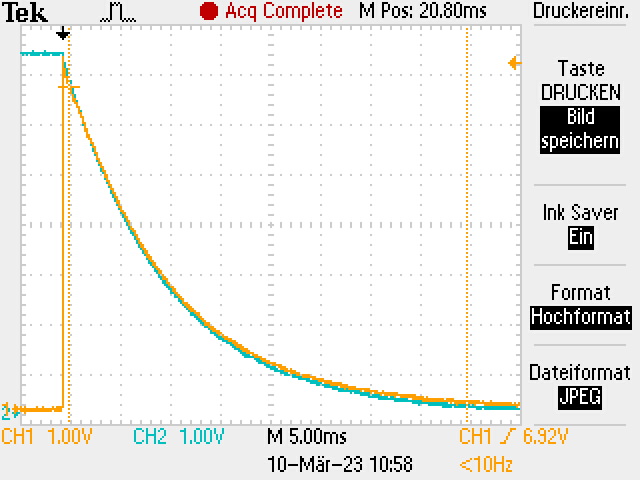 Tek Acq Complete M Pos: 20.80ms Druckereinr.
Taste
DRUCKEN
Bild
speichern
Ink Saver
Ein
Format
Hochformat
Dateiformat
JPEG
2
CH1 1.00V CH2 1.00V M 5.00ms CH1 6.92V
10-Mär-23 10:58 <10Hz